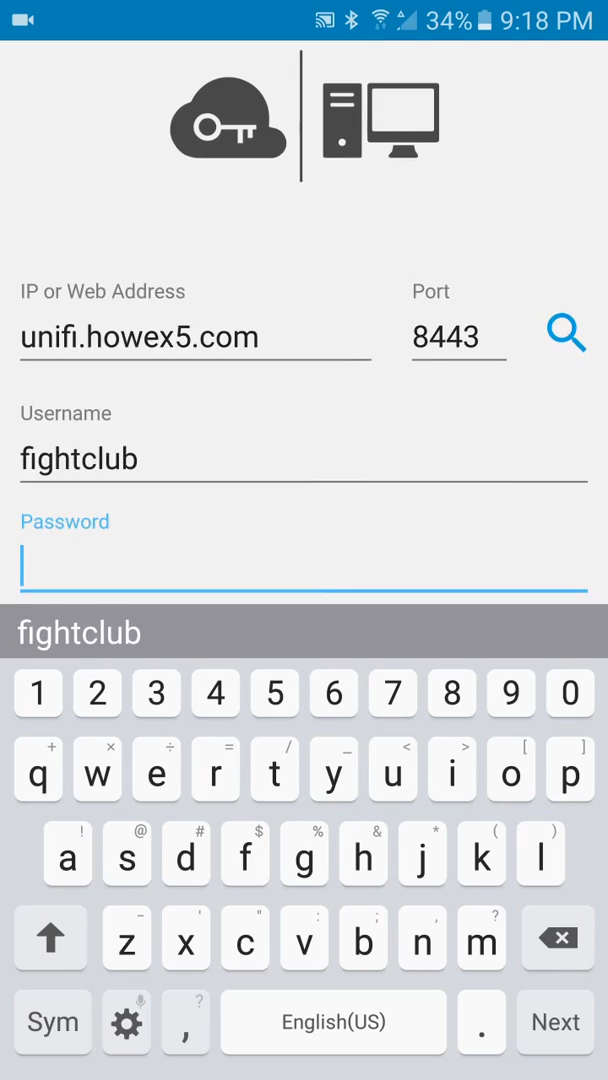 34% 9:18 PM
IP or Web Address Port
unifi.howex5.com 8443
Username
fightclub
Password
fightclub
1 2 3 4 5 6 7 8 9 0
+ × ÷ = / _ < > [ ]
q w e r t y u i o p
! @ # $ % & * ( )
a s d f g h j k l
- ' " : ; , ?
z x c v b n m
?
Sym , English(US) . Next